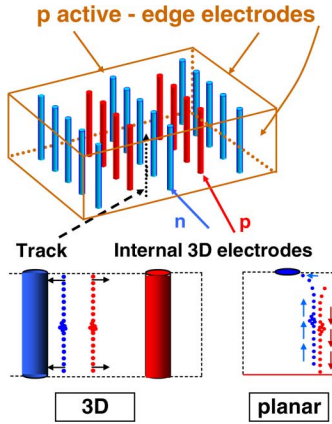 p active - edge electrodes
n
p
Track
Internal 3D electrodes
3D
planar